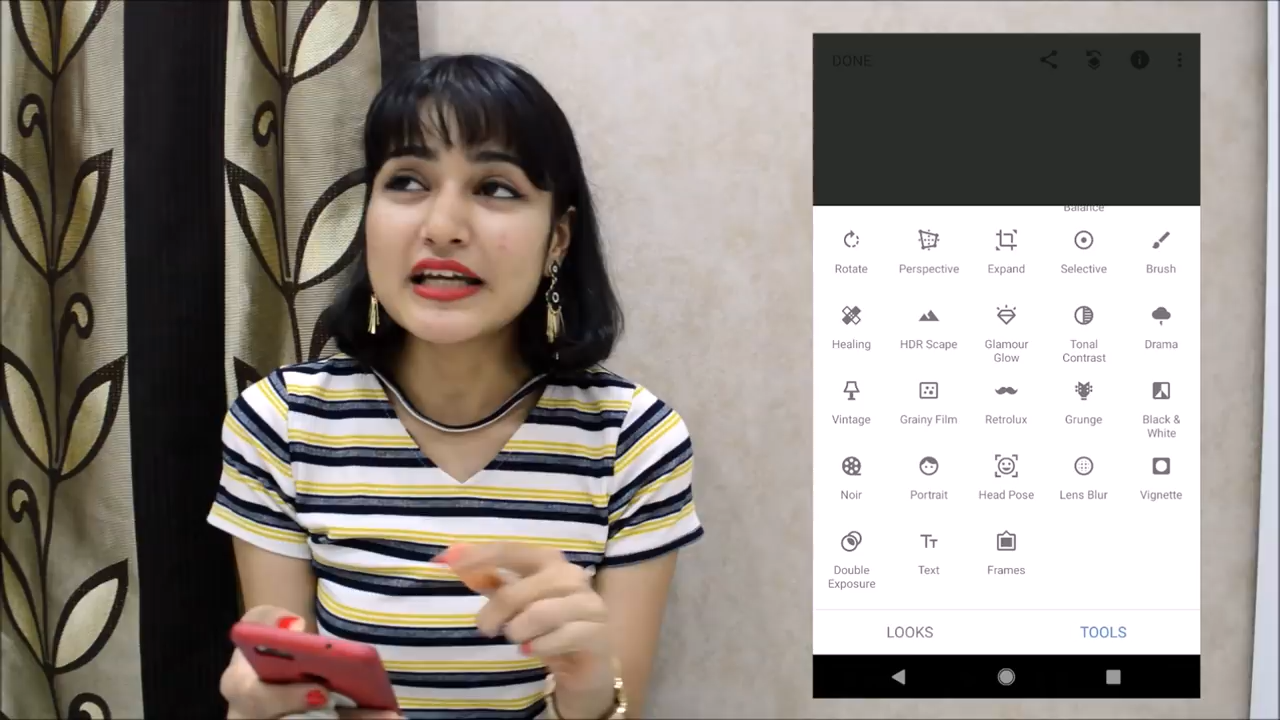 DONE
Balance
Rotate
Perspective
Expand
Selective
Brush
Healing
HDR Scape
Glamour
Glow
Tonal
Contrast
Drama
Vintage
Grainy Film
Retrolux
Grunge
Black &
White
Noir
Portrait
Head Pose
Lens Blur
Vignette
Double
Exposure
Text
Frames
LOOKS
TOOLS